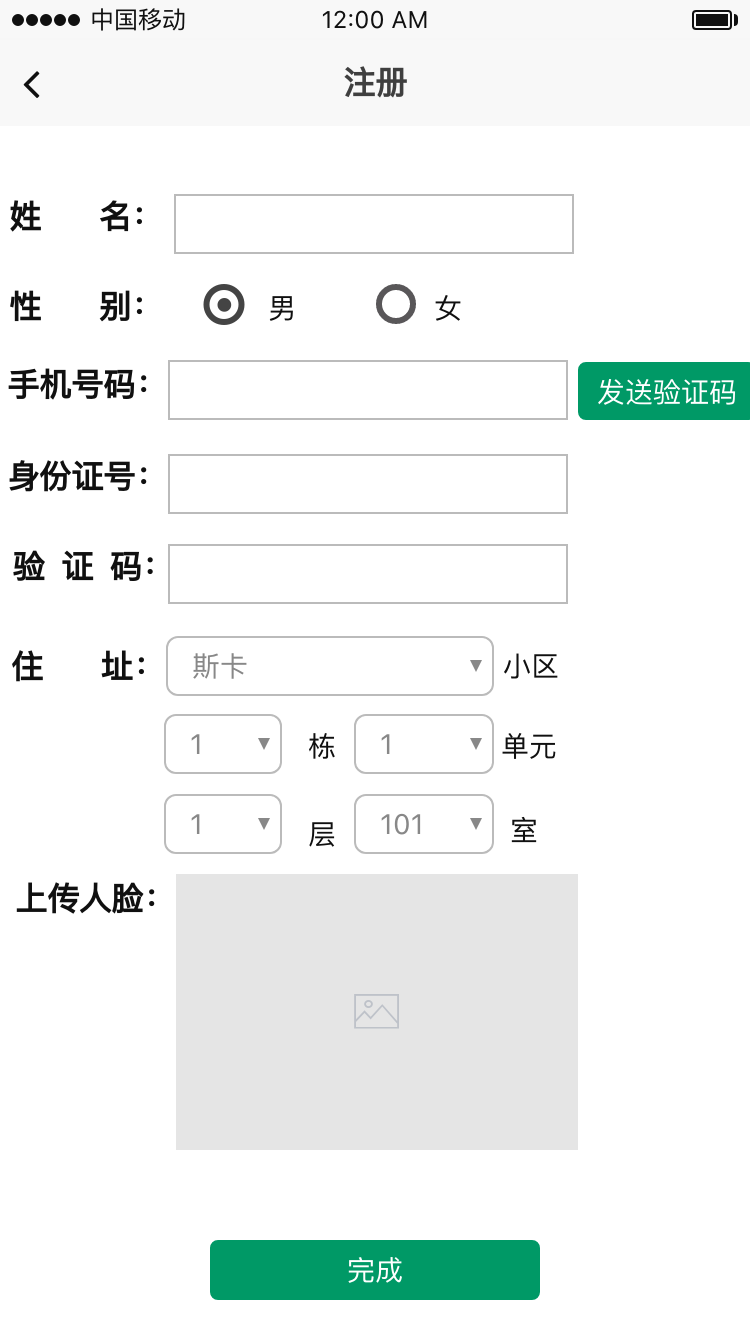 中国移动 12:00 AM
注册
姓 名：
性 别： 男 女
手机号码： 发送验证码
身份证号：
验 证 码：
住 址： 斯卡 小区
1 栋 1 单元
1 层 101 室
上传人脸：
完成